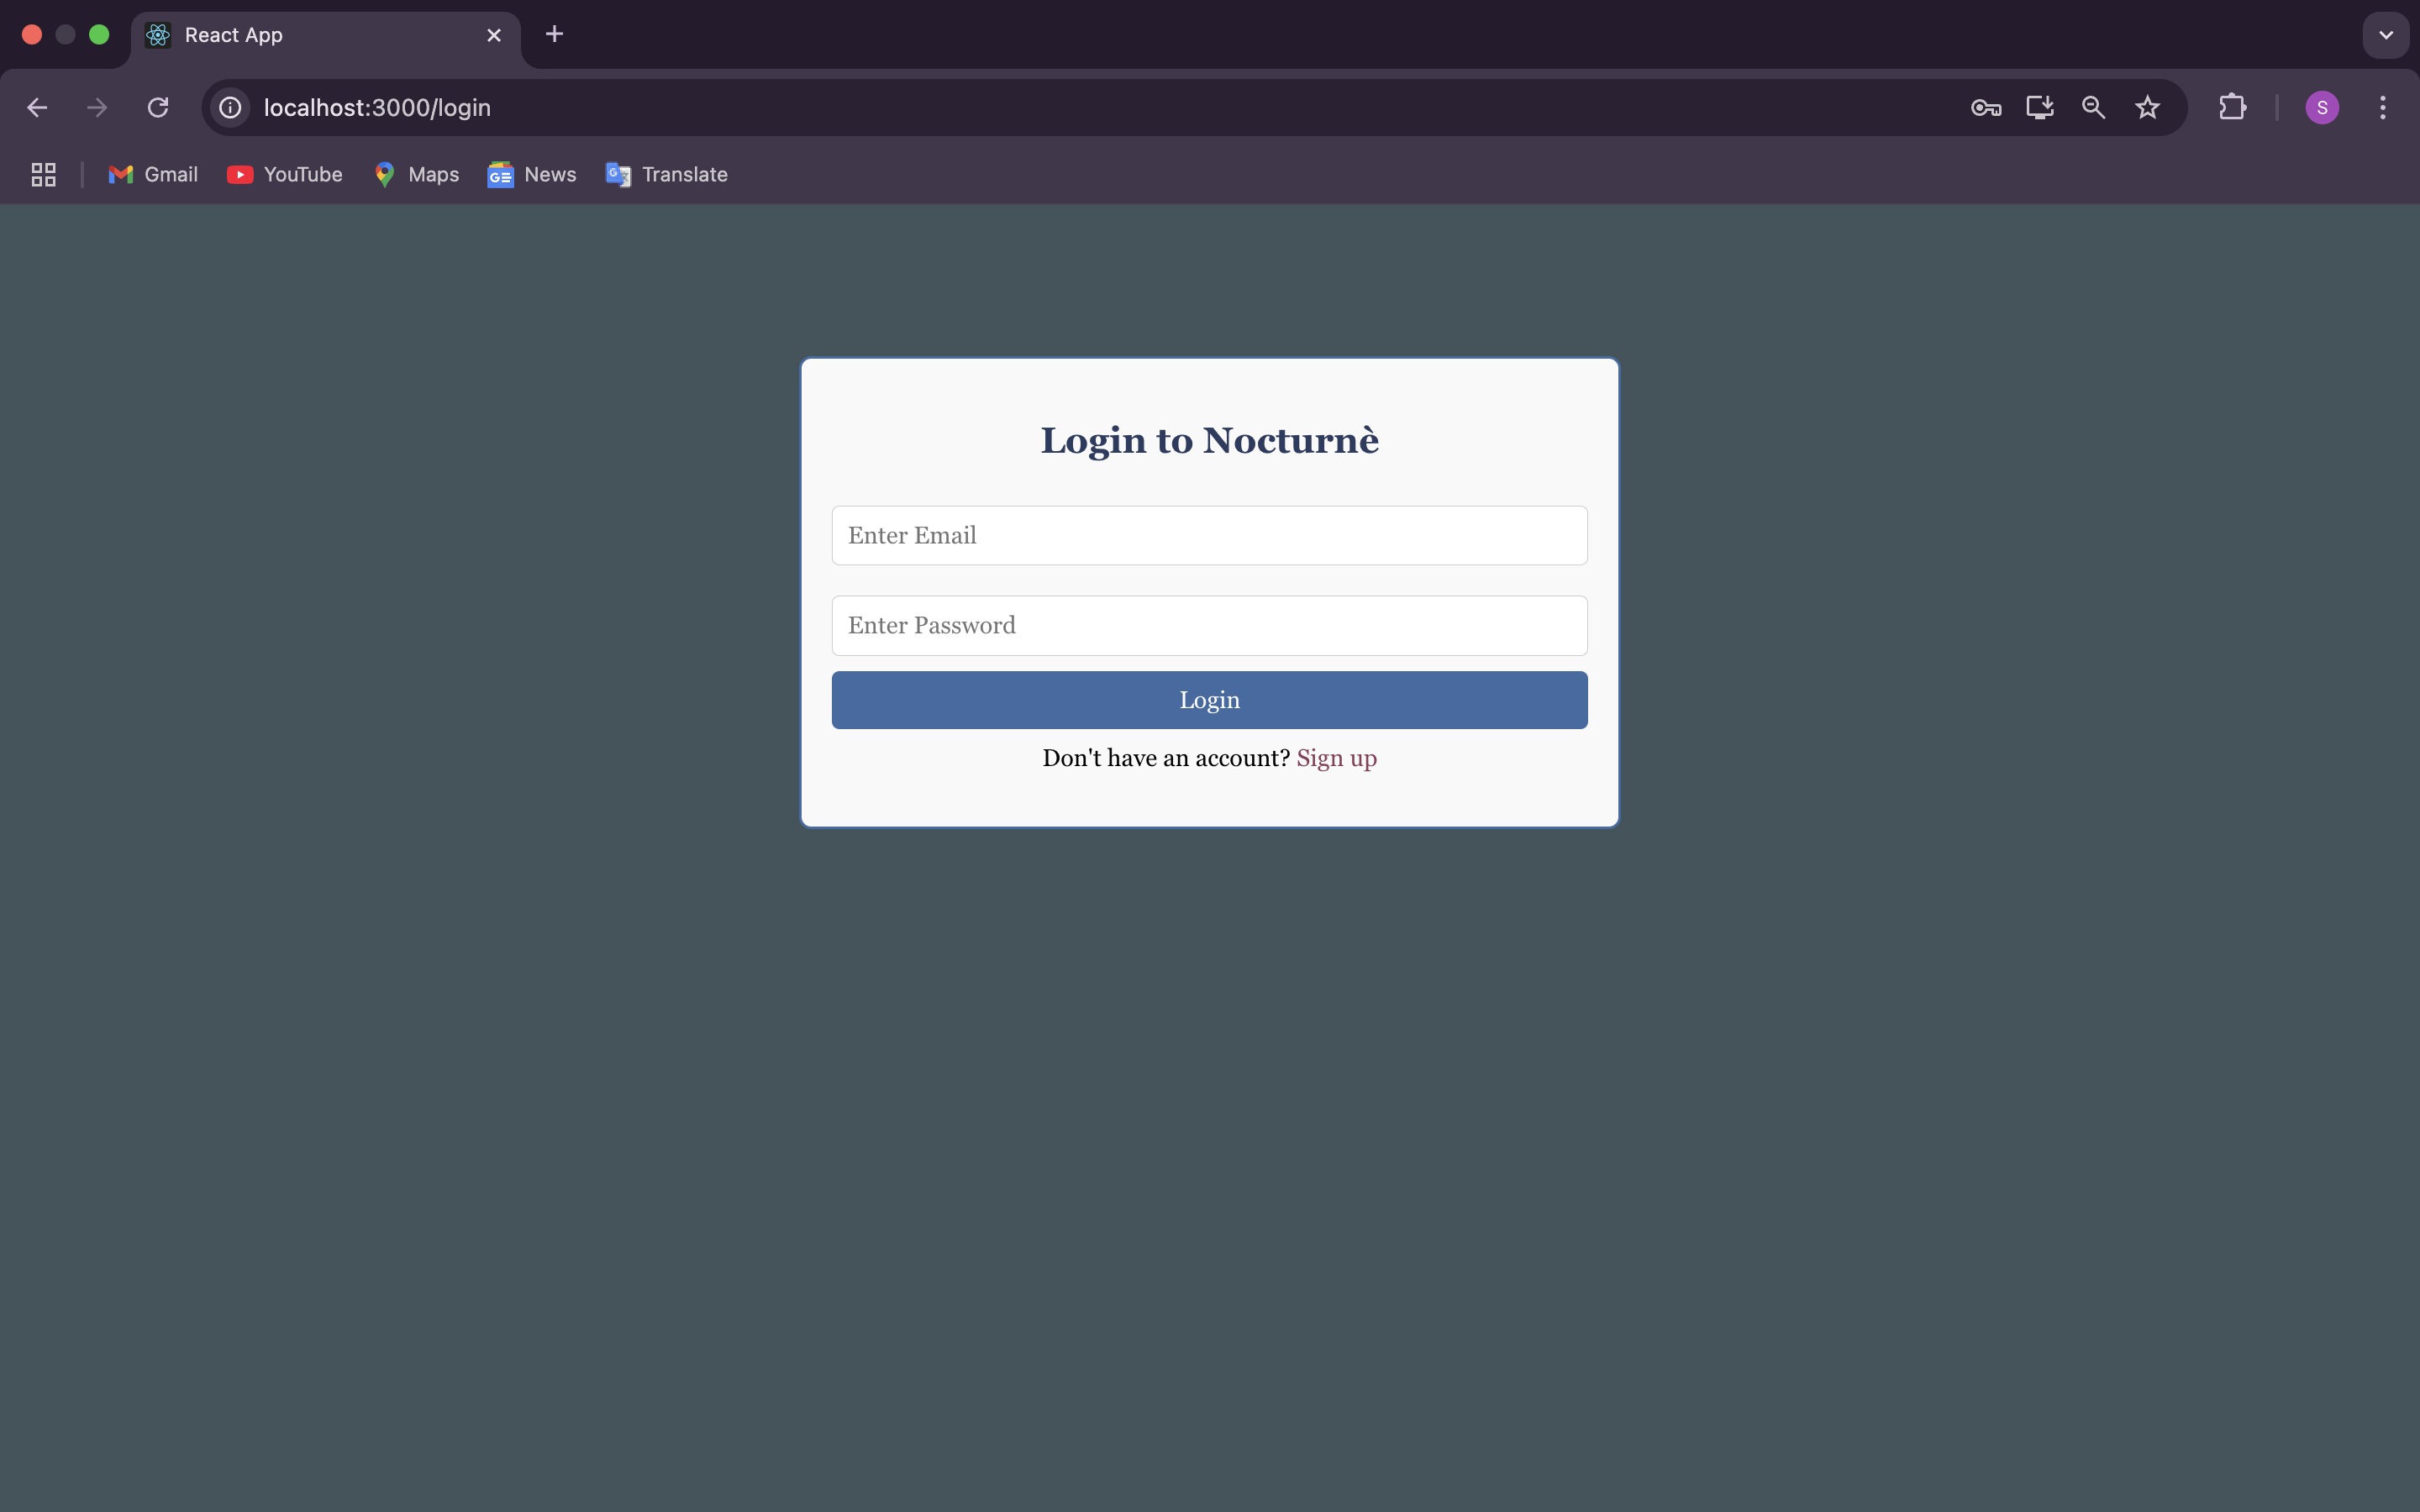 React App
localhost:3000/login
S
Gmail YouTube Maps News Translate
Login to Nocturnè
Enter Email
Enter Password
Login
Don't have an account? Sign up